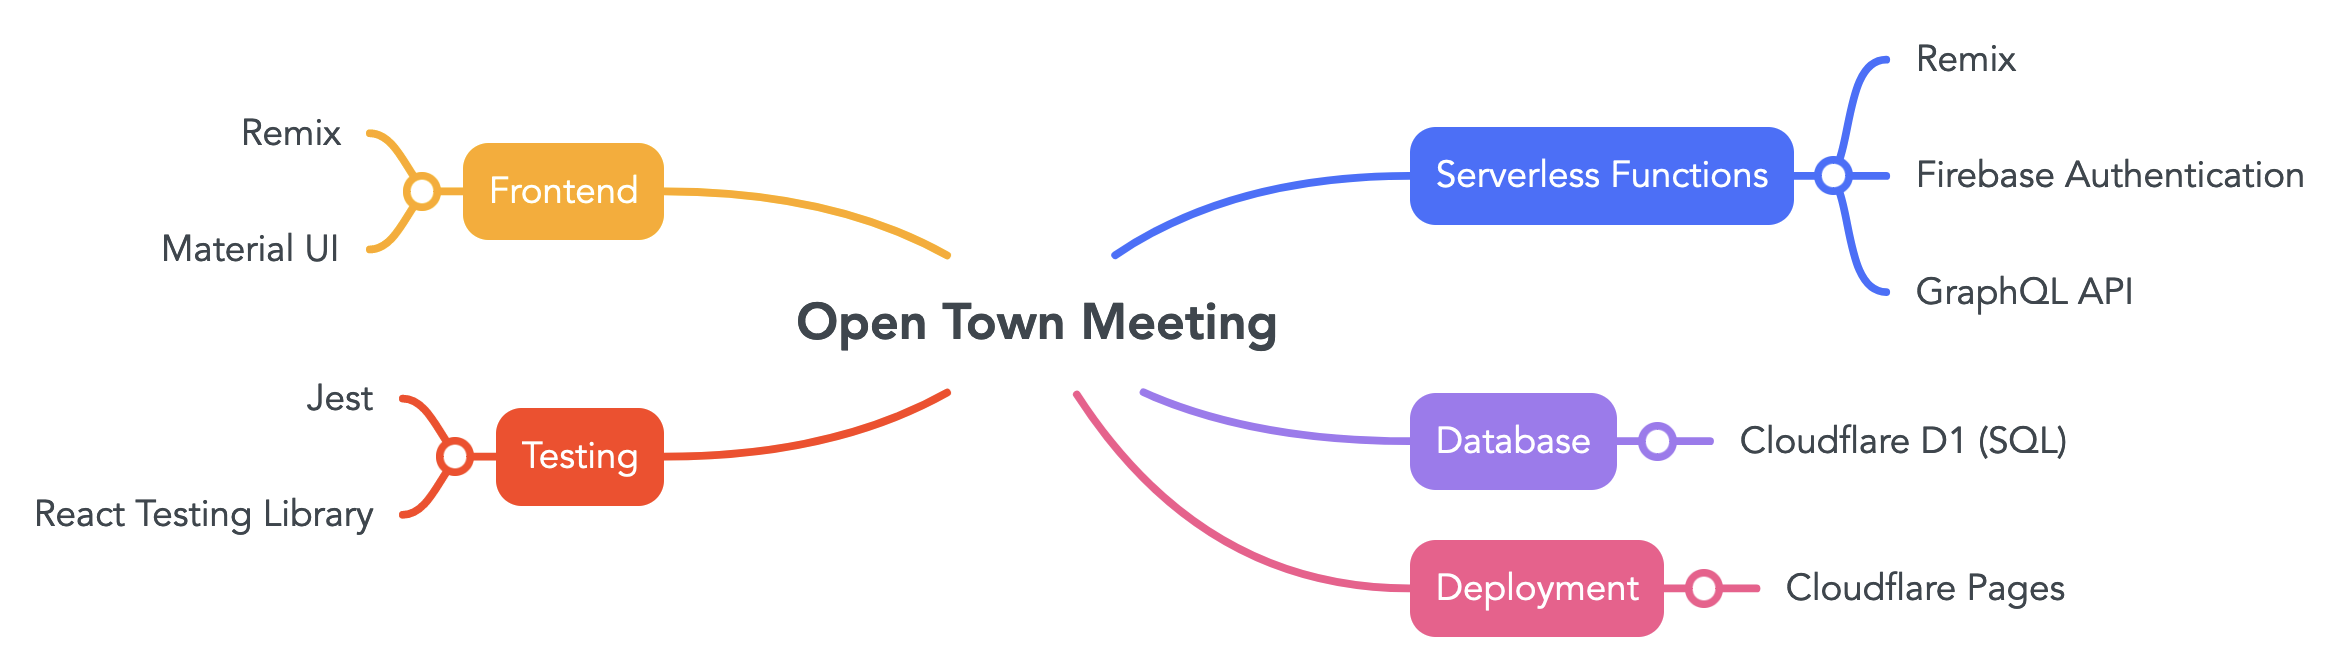 Open Town Meeting
Frontend
Remix
Material UI
Testing
Jest
React Testing Library
Serverless Functions
Remix
Firebase Authentication
GraphQL API
Database
Cloudflare D1 (SQL)
Deployment
Cloudflare Pages